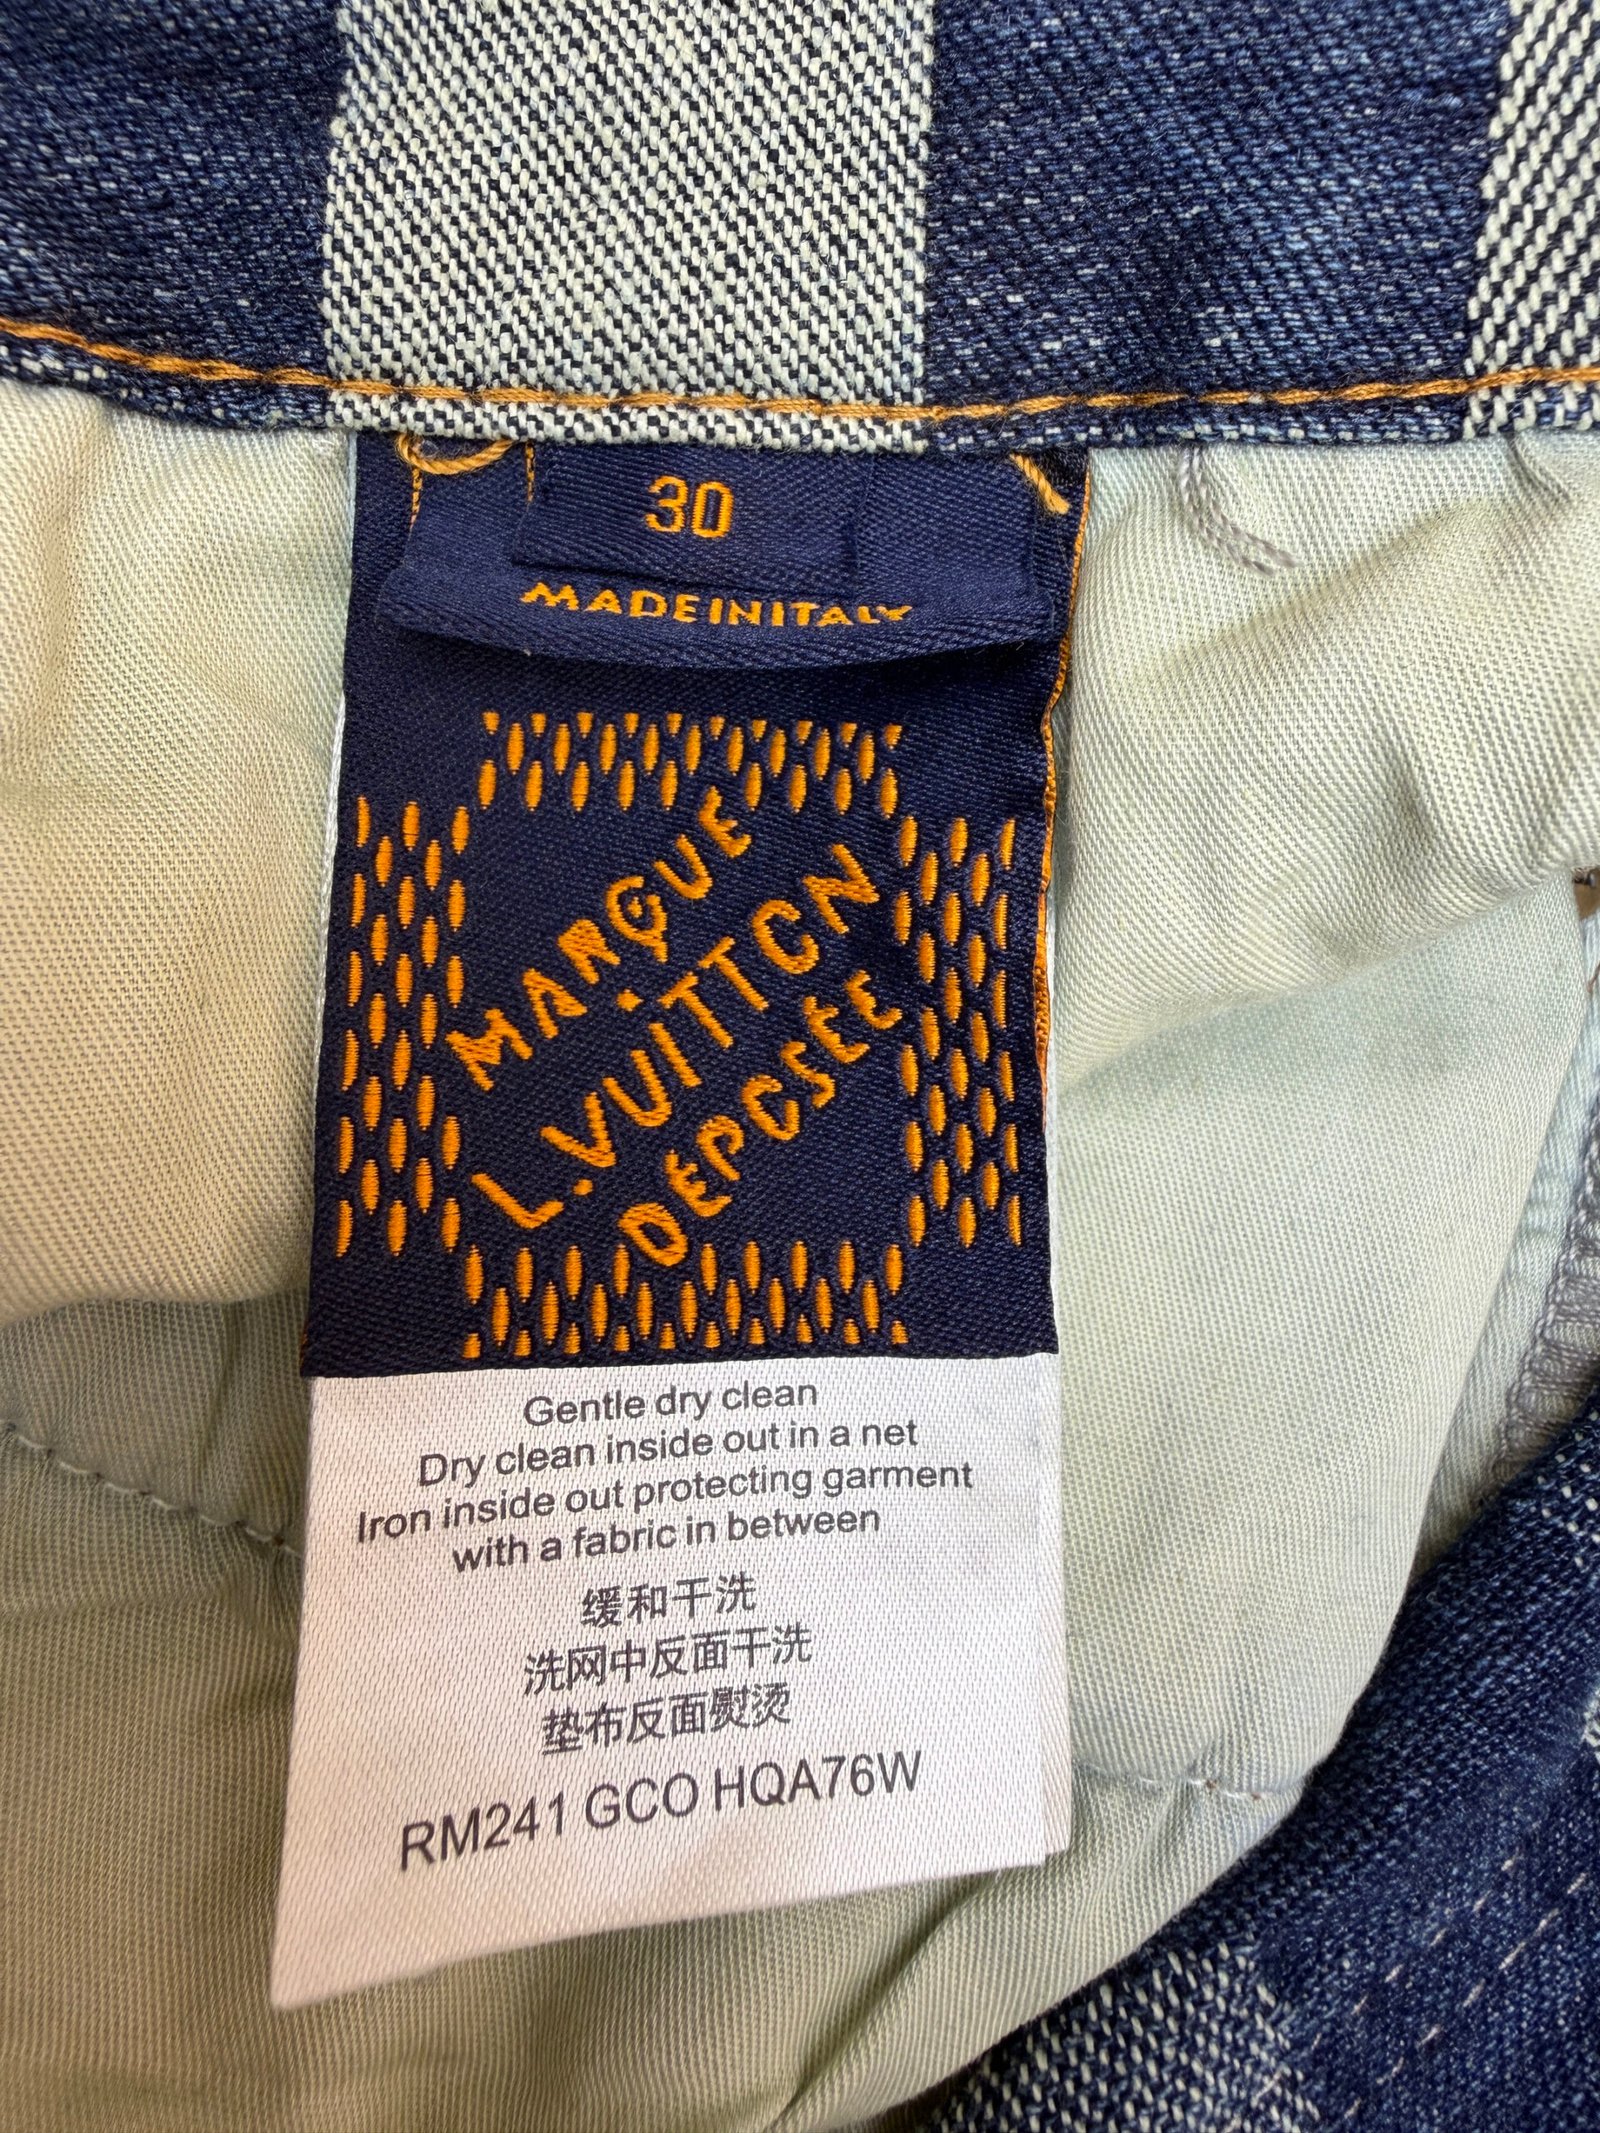 30
MADE IN ITALY
MARQUE
L.VUITTON
DÉPOSÉE
Gentle dry clean
Dry clean inside out in a net
Iron inside out protecting garment
with a fabric in between
缓和干洗
洗网中反面干洗
垫布反面熨烫
RM241 GCO HQA76W